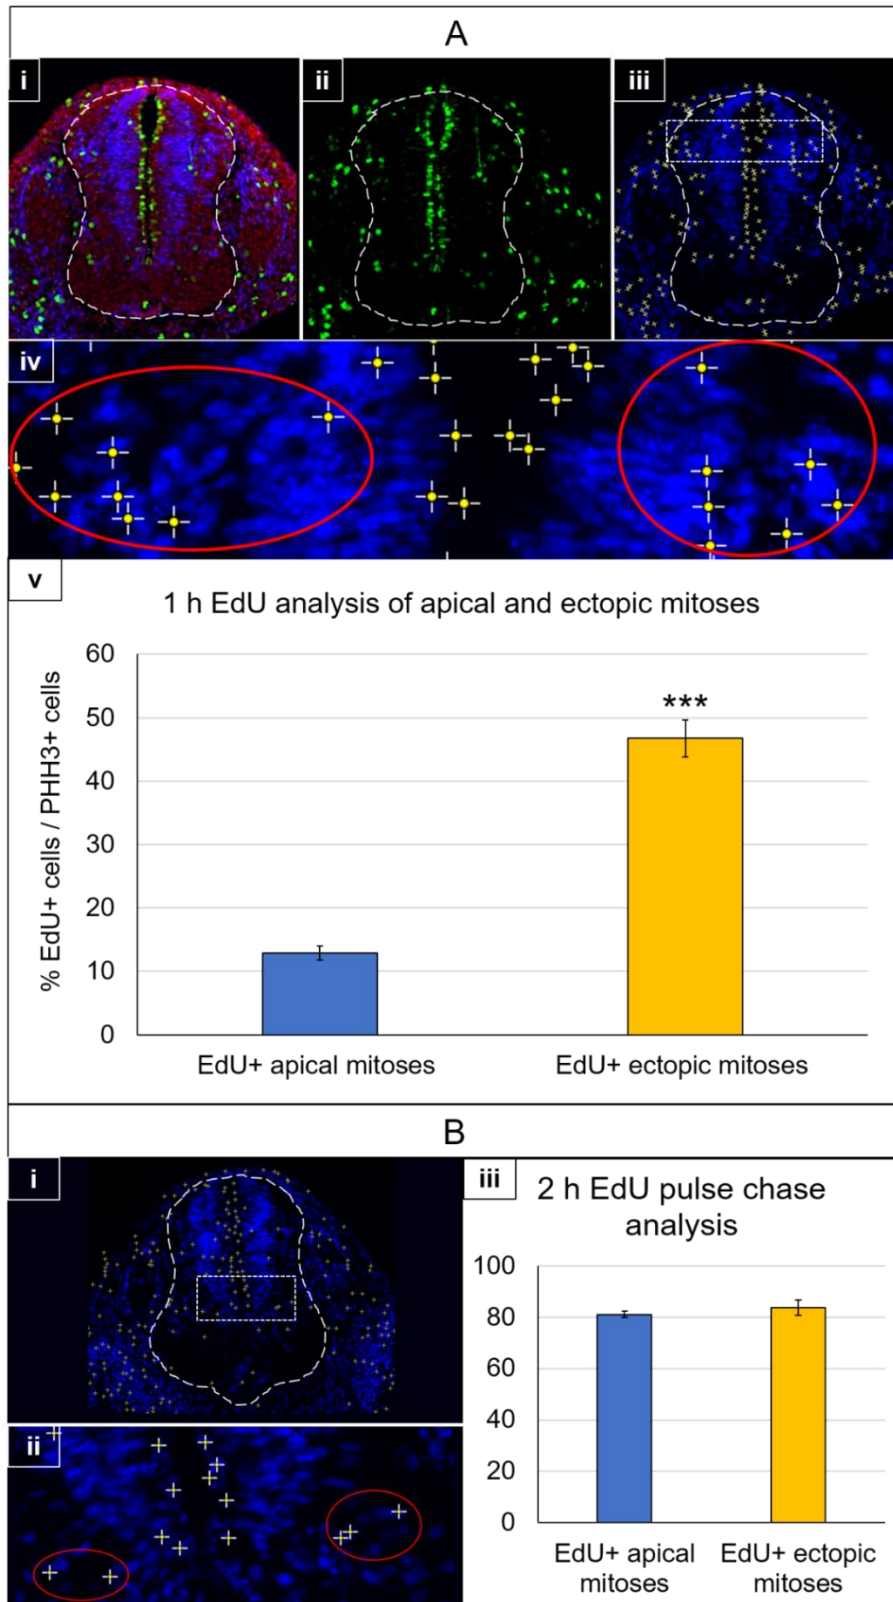 A
i
ii
iii
iv
v
1 h EdU analysis of apical and ectopic mitoses
% EdU+ cells / PHH3+ cells
60
50
40
30
20
10
0
***
EdU+ apical mitoses
EdU+ ectopic mitoses
B
i
ii
iii
2 h EdU pulse chase
analysis
100
80
60
40
20
0
EdU+ apical
mitoses
EdU+ ectopic
mitoses